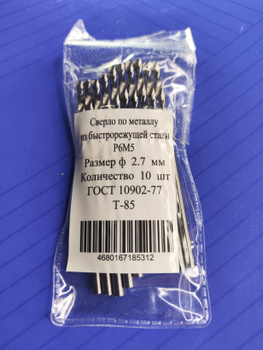 Сверло по металлу
из быстрорежущей стали
Р6М5
Размер ф 2.7 мм
Количество 10 шт
ГОСТ 10902-77
Т-85
4680167185312